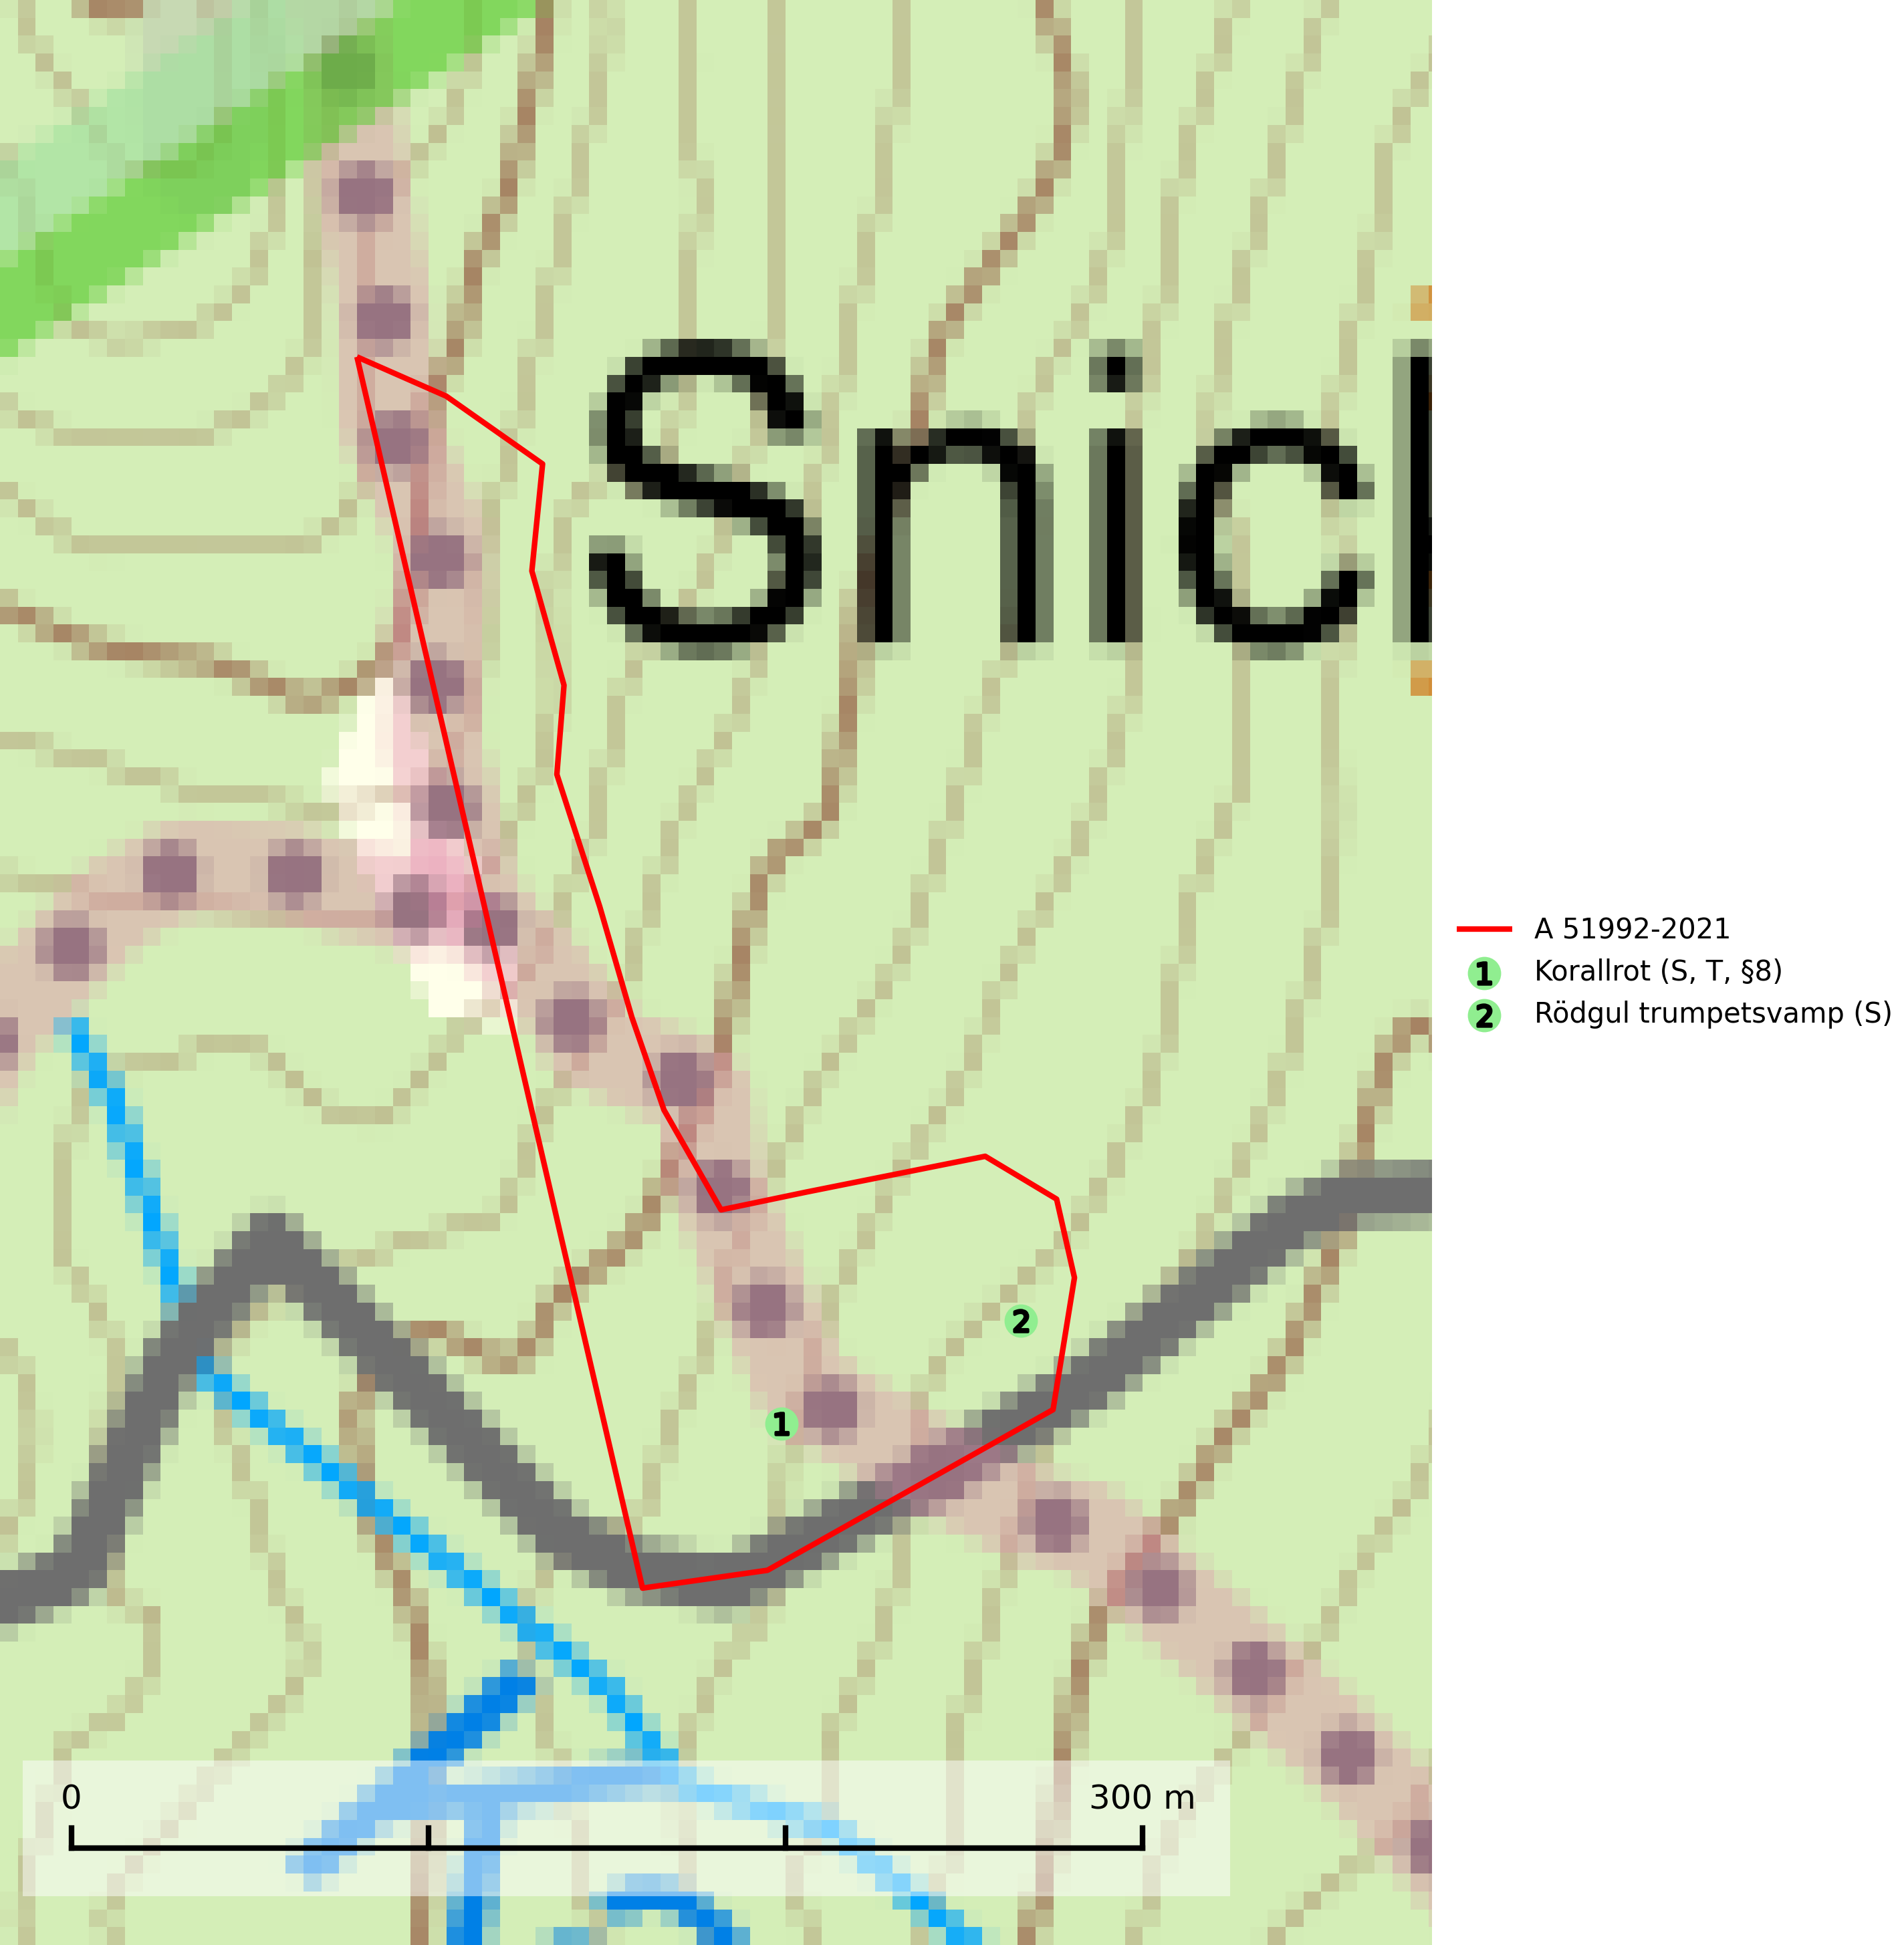 Snic
A 51992-2021
1 Korallrot (S, T, §8)
2 Rödgul trumpetsvamp (S)
2
1
0 300 m